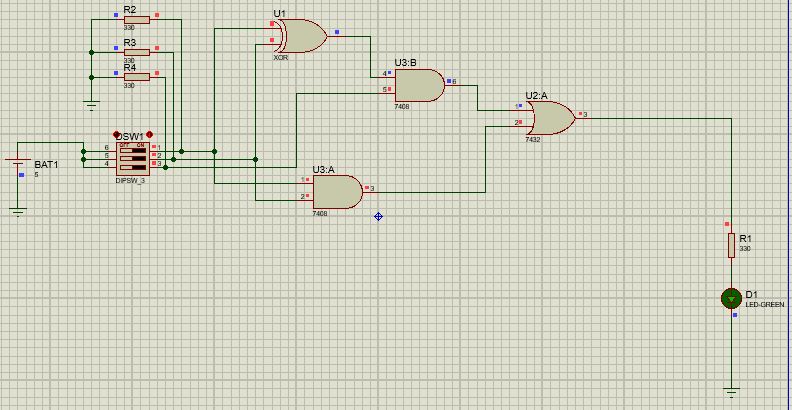 R2
330
R3
330
R4
330
U1
XOR
U3:B
4
5
6
7408
U2:A
1
2
3
7432
DSW1
OFF ON
6
5
4
1
2
3
DIPSW_3
BAT1
5
U3:A
1
2
3
7408
R1
330
D1
LED-GREEN